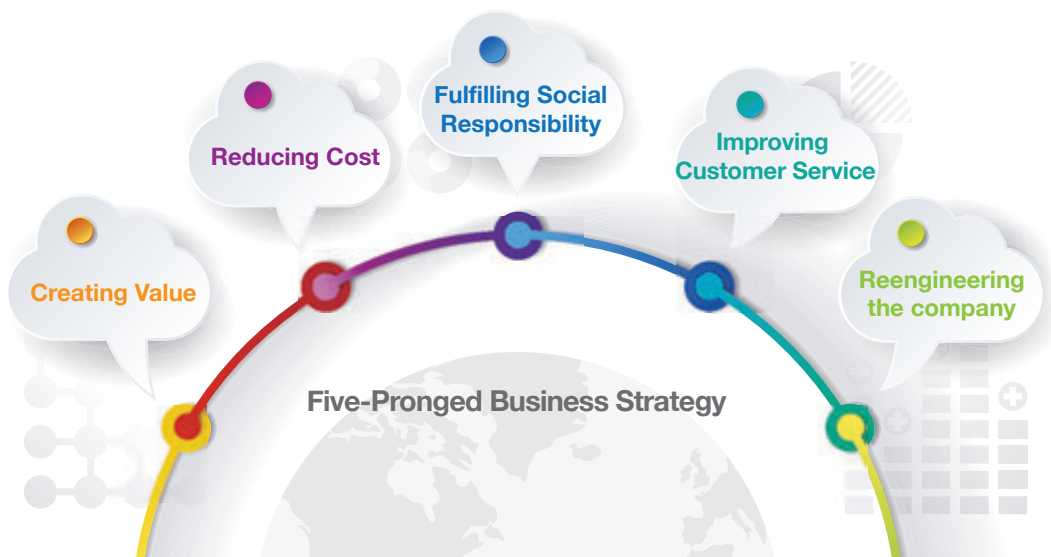 Creating Value
Reducing Cost
Fulfilling Social
Responsibility
Improving
Customer Service
Reengineering
the company
Five-Pronged Business Strategy